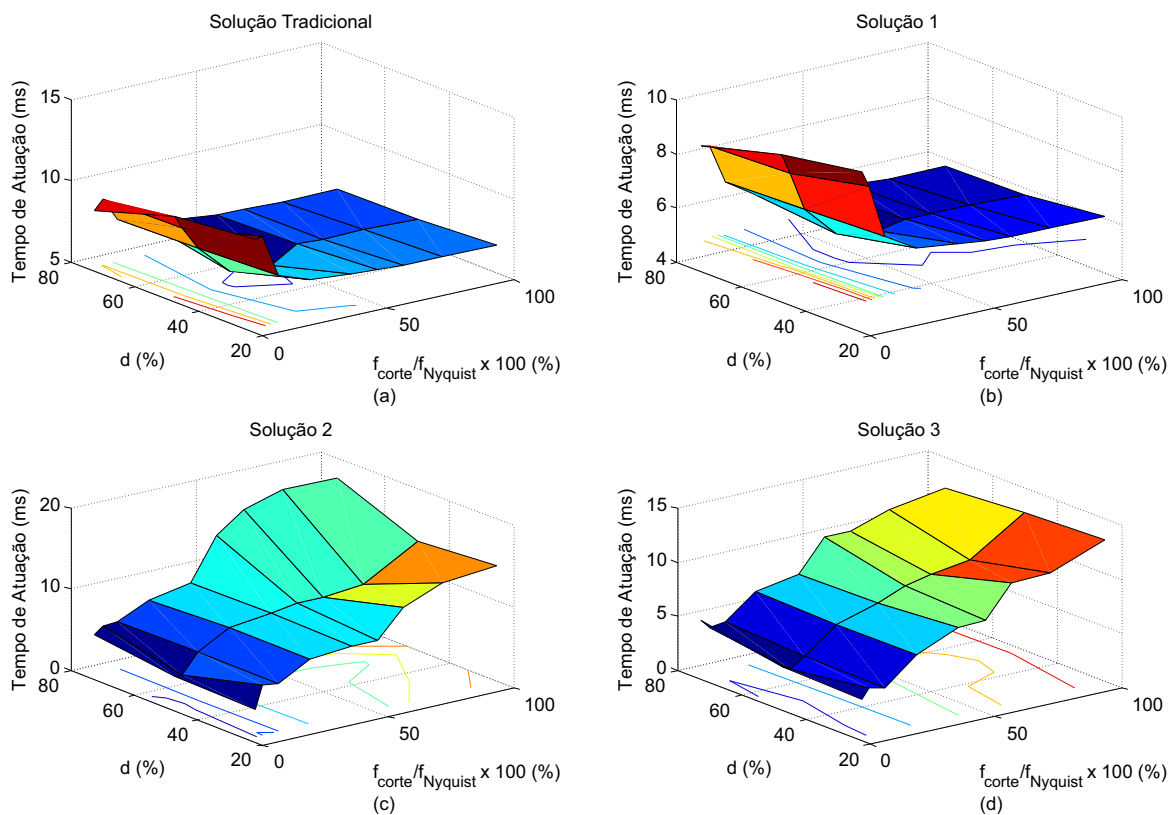 Solução Tradicional
Tempo de Atuação (ms)
15
10
5
80
60
40
20
d (%)
0
50
100
f_corte/f_Nyquist x 100 (%)
(a)
Solução 1
Tempo de Atuação (ms)
10
8
6
4
80
60
40
20
d (%)
0
50
100
f_corte/f_Nyquist x 100 (%)
(b)
Solução 2
Tempo de Atuação (ms)
20
10
0
80
60
40
20
d (%)
0
50
100
f_corte/f_Nyquist x 100 (%)
(c)
Solução 3
Tempo de Atuação (ms)
15
10
5
0
80
60
40
20
d (%)
0
50
100
f_corte/f_Nyquist x 100 (%)
(d)